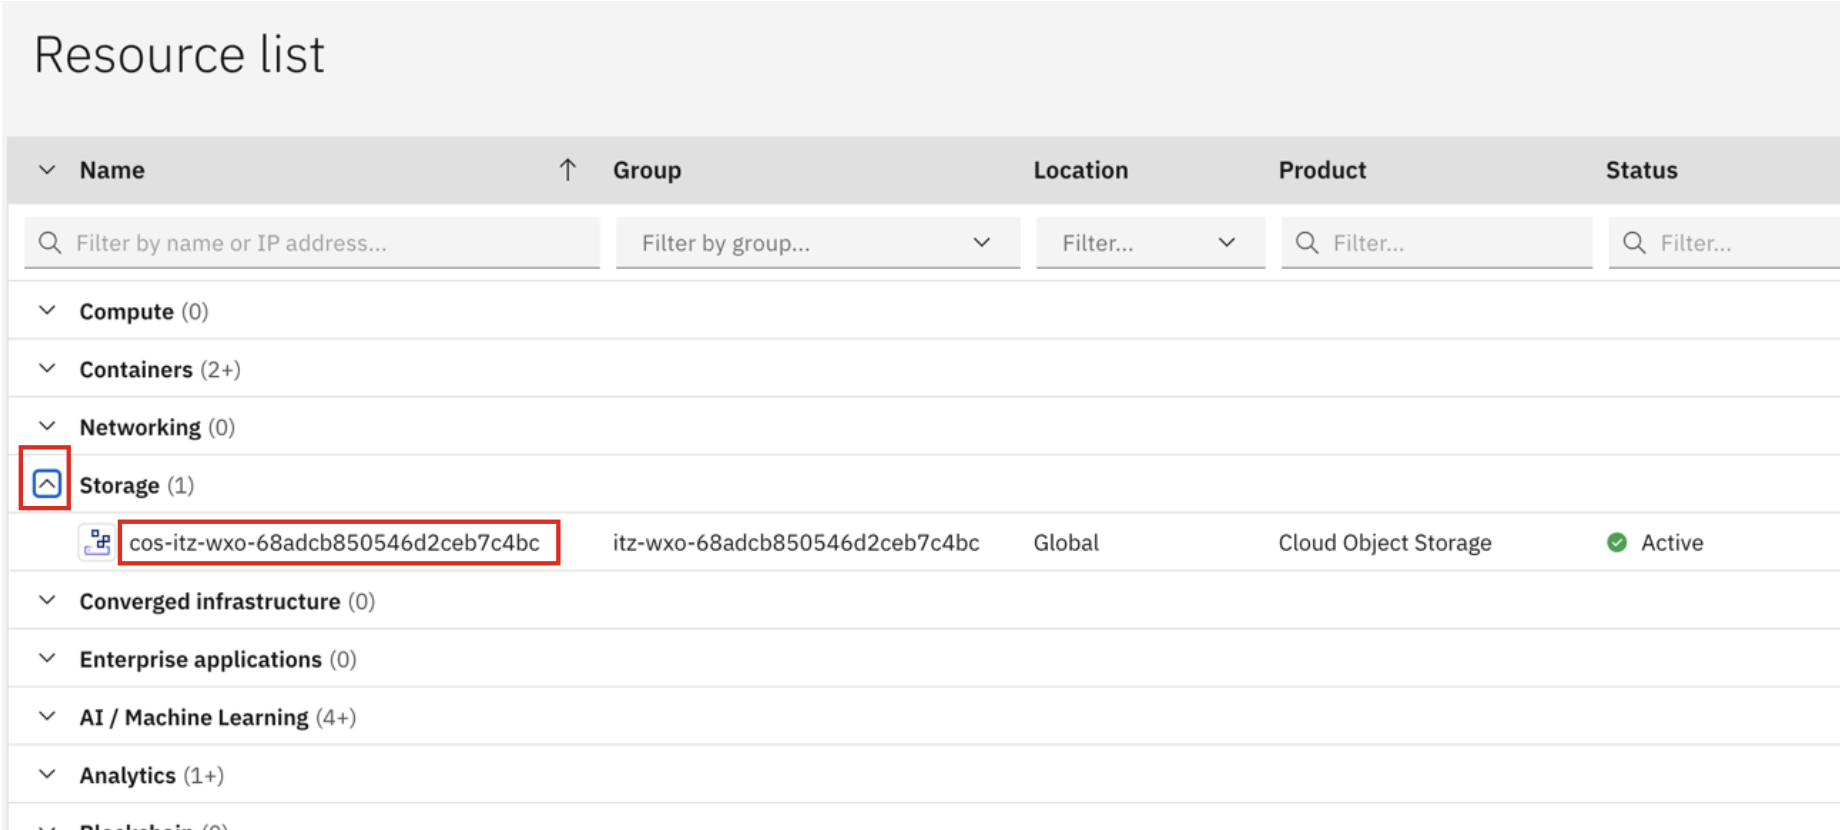 Resource list
Name Group Location Product Status
Filter by name or IP address... Filter by group... Filter... Filter... Filter...
Compute (0)
Containers (2+)
Networking (0)
Storage (1)
cos-itz-wxo-68adcb850546d2ceb7c4bc itz-wxo-68adcb850546d2ceb7c4bc Global Cloud Object Storage Active
Converged infrastructure (0)
Enterprise applications (0)
AI / Machine Learning (4+)
Analytics (1+)
Blockchain (0)